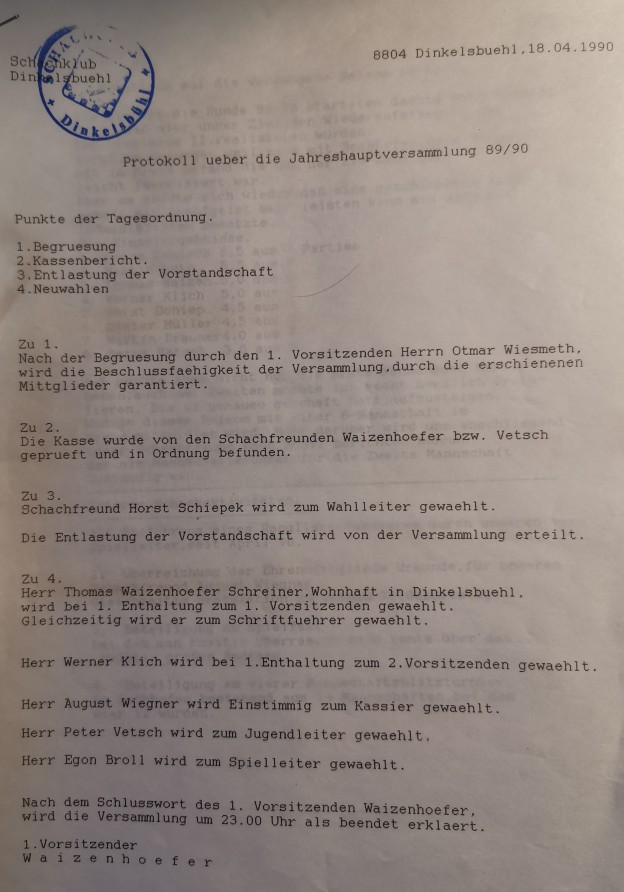 Schachklub
Dinkelsbuehl
Dinkelsbühl
8804 Dinkelsbuehl,18.04.1990
Protokoll ueber die Jahreshauptversammlung 89/90
Punkte der Tagesordnung.
1.Begruesung
2.Kassenbericht.
3.Entlastung der Vorstandschaft
4.Neuwahlen
Zu 1.
Nach der Begruesung durch den 1. Vorsitzenden Herrn Otmar Wiesmeth,
wird die Beschlussfaehigkeit der Versammlung,durch die erschienenen
Mittglieder garantiert.
Zu 2.
Die Kasse wurde von den Schachfreunden Waizenhoefer bzw. Vetsch
geprueft und in Ordnung befunden.
Zu 3.
Schachfreund Horst Schiepek wird zum Wahlleiter gewaehlt.
Die Entlastung der Vorstandschaft wird von der Versammlung erteilt.
Zu 4.
Herr Thomas Waizenhoefer Schreiner,Wohnhaft in Dinkelsbuehl,
wird bei 1. Enthaltung zum 1. Vorsitzenden gewaehlt.
Gleichzeitig wird er zum Schriftfuehrer gewaehlt.
Herr Werner Klich wird bei 1.Enthaltung zum 2.Vorsitzenden gewaehlt.
Herr August Wiegner wird Einstimmig zum Kassier gewaehlt.
Herr Peter Vetsch wird zum Jugendleiter gewaehlt.
Herr Egon Broll wird zum Spielleiter gewaehlt.
Nach dem Schlusswort des 1. Vorsitzenden Waizenhoefer,
wird die Versammlung um 23.00 Uhr als beendet erklaert.
1.Vorsitzender
W a i z e n h o e f e r